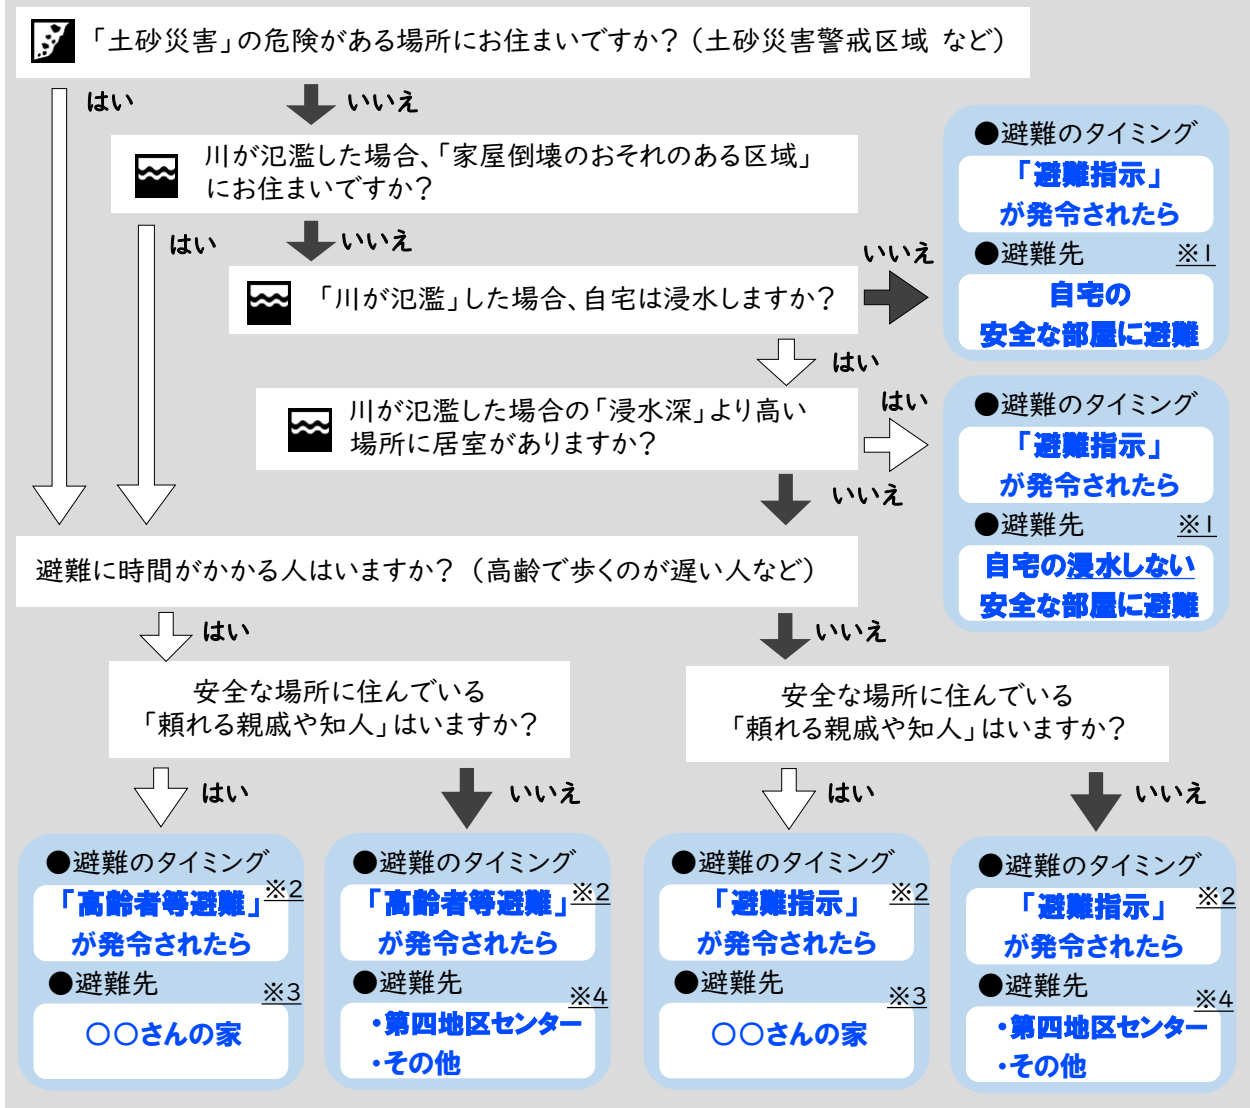 「土砂災害」の危険がある場所にお住まいですか？（土砂災害警戒区域 など）
はい
いいえ
川が氾濫した場合、「家屋倒壊のおそれのある区域」
にお住まいですか？
はい
いいえ
「川が氾濫」した場合、自宅は浸水しますか？
いいえ
はい
●避難のタイミング
「避難指示」
が発令されたら
●避難先 ※1
自宅の
安全な部屋に避難
川が氾濫した場合の「浸水深」より高い
場所に居室がありますか？
はい
いいえ
●避難のタイミング
「避難指示」
が発令されたら
●避難先 ※1
自宅の浸水しない
安全な部屋に避難
避難に時間がかかる人はいますか？（高齢で歩くのが遅い人など）
はい
いいえ
安全な場所に住んでいる
「頼れる親戚や知人」はいますか？
はい
いいえ
安全な場所に住んでいる
「頼れる親戚や知人」はいますか？
はい
いいえ
●避難のタイミング
「高齢者等避難」※2
が発令されたら
●避難先 ※3
〇〇さんの家
●避難のタイミング
「高齢者等避難」※2
が発令されたら
●避難先 ※4
・第四地区センター
・その他
●避難のタイミング
「避難指示」 ※2
が発令されたら
●避難先 ※3
〇〇さんの家
●避難のタイミング
「避難指示」 ※2
が発令されたら
●避難先 ※4
・第四地区センター
・その他